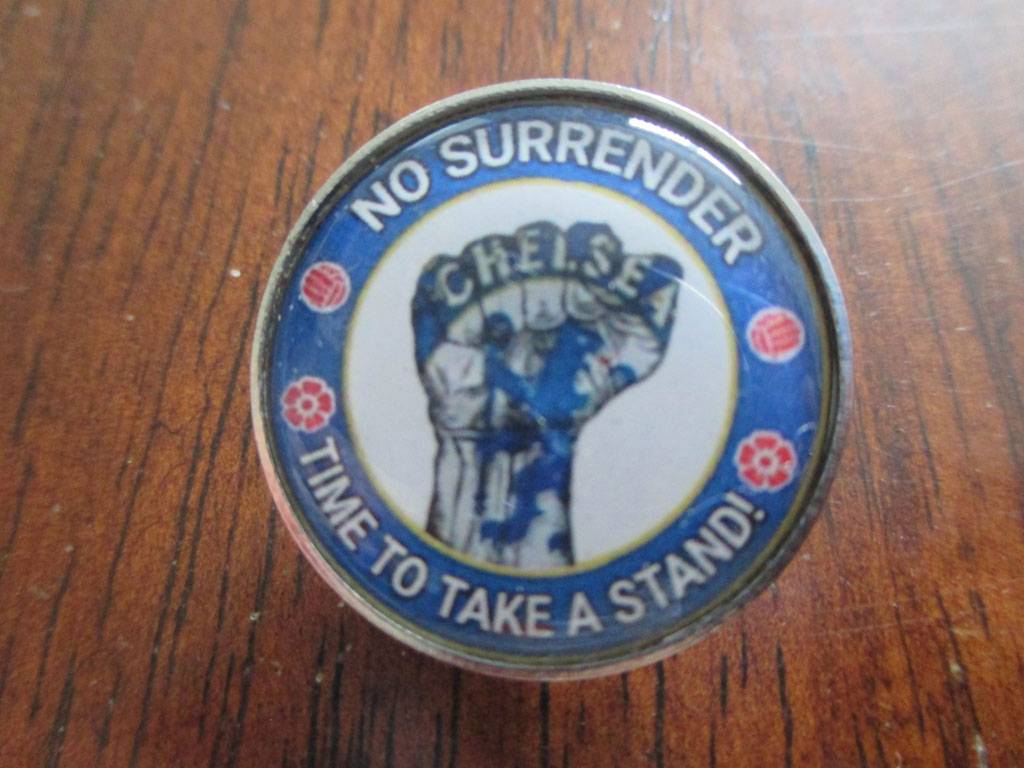 NO SURRENDER
CHELSEA
TIME TO TAKE A STAND!